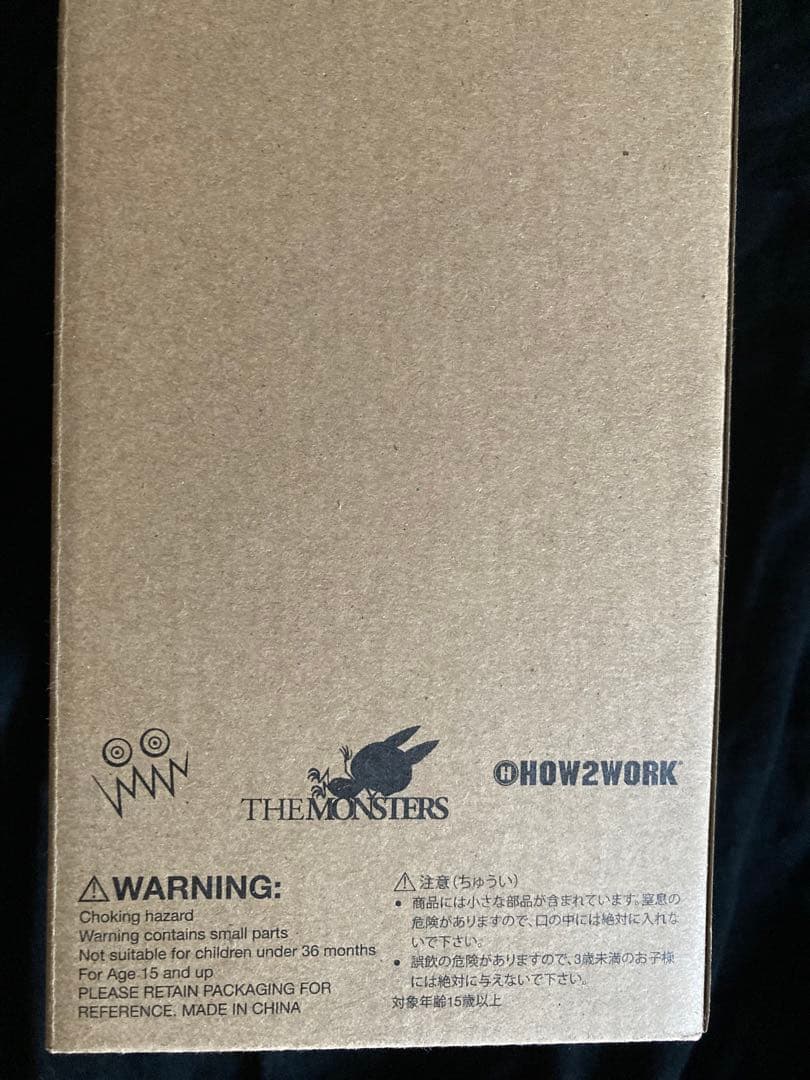 THE MONSTERS
HOW2WORK
WARNING:
Choking hazard
Warning contains small parts
Not suitable for children under 36 months
For Age 15 and up
PLEASE RETAIN PACKAGING FOR
REFERENCE. MADE IN CHINA
注意(ちゅうい)
• 商品には小さな部品が含まれています。窒息の
危険がありますので、口の中には絶対に入れな
いで下さい。
• 誤飲の危険がありますので、3歳未満のお子様
には絶対に与えないで下さい。
対象年齢15歳以上